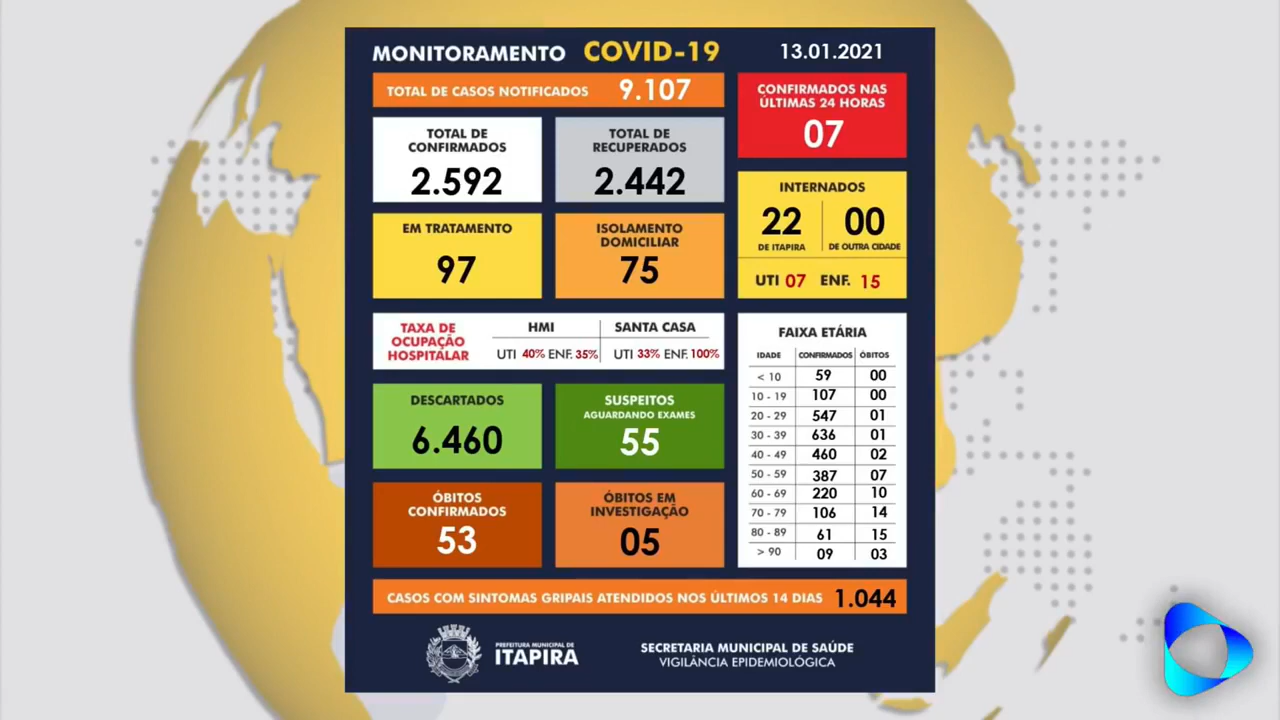 MONITORAMENTO COVID-19 13.01.2021
TOTAL DE CASOS NOTIFICADOS 9.107
CONFIRMADOS NAS
ÚLTIMAS 24 HORAS
07
TOTAL DE
CONFIRMADOS
2.592
TOTAL DE
RECUPERADOS
2.442
INTERNADOS
22 00
DE ITAPIRA DE OUTRA CIDADE
UTI 07 ENF. 15
EM TRATAMENTO
97
ISOLAMENTO
DOMICILIAR
75
TAXA DE
OCUPAÇÃO
HOSPITALAR
HMI
UTI 40% ENF. 35%
SANTA CASA
UTI 33% ENF. 100%
FAIXA ETÁRIA
IDADE CONFIRMADOS ÓBITOS
< 10 59 00
10 - 19 107 00
20 - 29 547 01
30 - 39 636 01
40 - 49 460 02
50 - 59 387 07
60 - 69 220 10
70 - 79 106 14
80 - 89 61 15
> 90 09 03
DESCARTADOS
6.460
SUSPEITOS
AGUARDANDO EXAMES
55
ÓBITOS
CONFIRMADOS
53
ÓBITOS EM
INVESTIGAÇÃO
05
CASOS COM SINTOMAS GRIPAIS ATENDIDOS NOS ÚLTIMOS 14 DIAS 1.044
PREFEITURA MUNICIPAL DE
ITAPIRA
SECRETARIA MUNICIPAL DE SAÚDE
VIGILÂNCIA EPIDEMIOLÓGICA